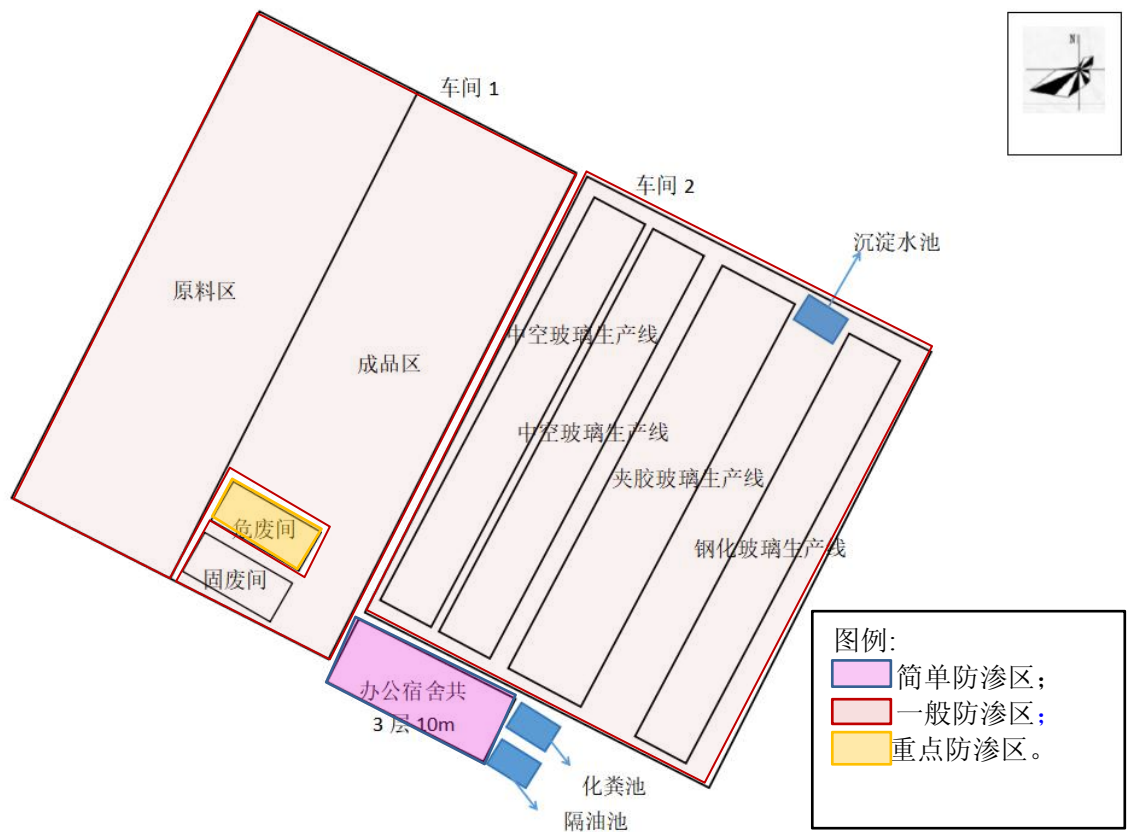 N
车间 1
车间 2
沉淀水池
原料区
成品区
中空玻璃生产线
中空玻璃生产线
夹胶玻璃生产线
钢化玻璃生产线
危废间
固废间
办公宿舍共
3 层 10m
化粪池
隔油池
图例:
简单防渗区；
一般防渗区；
重点防渗区。